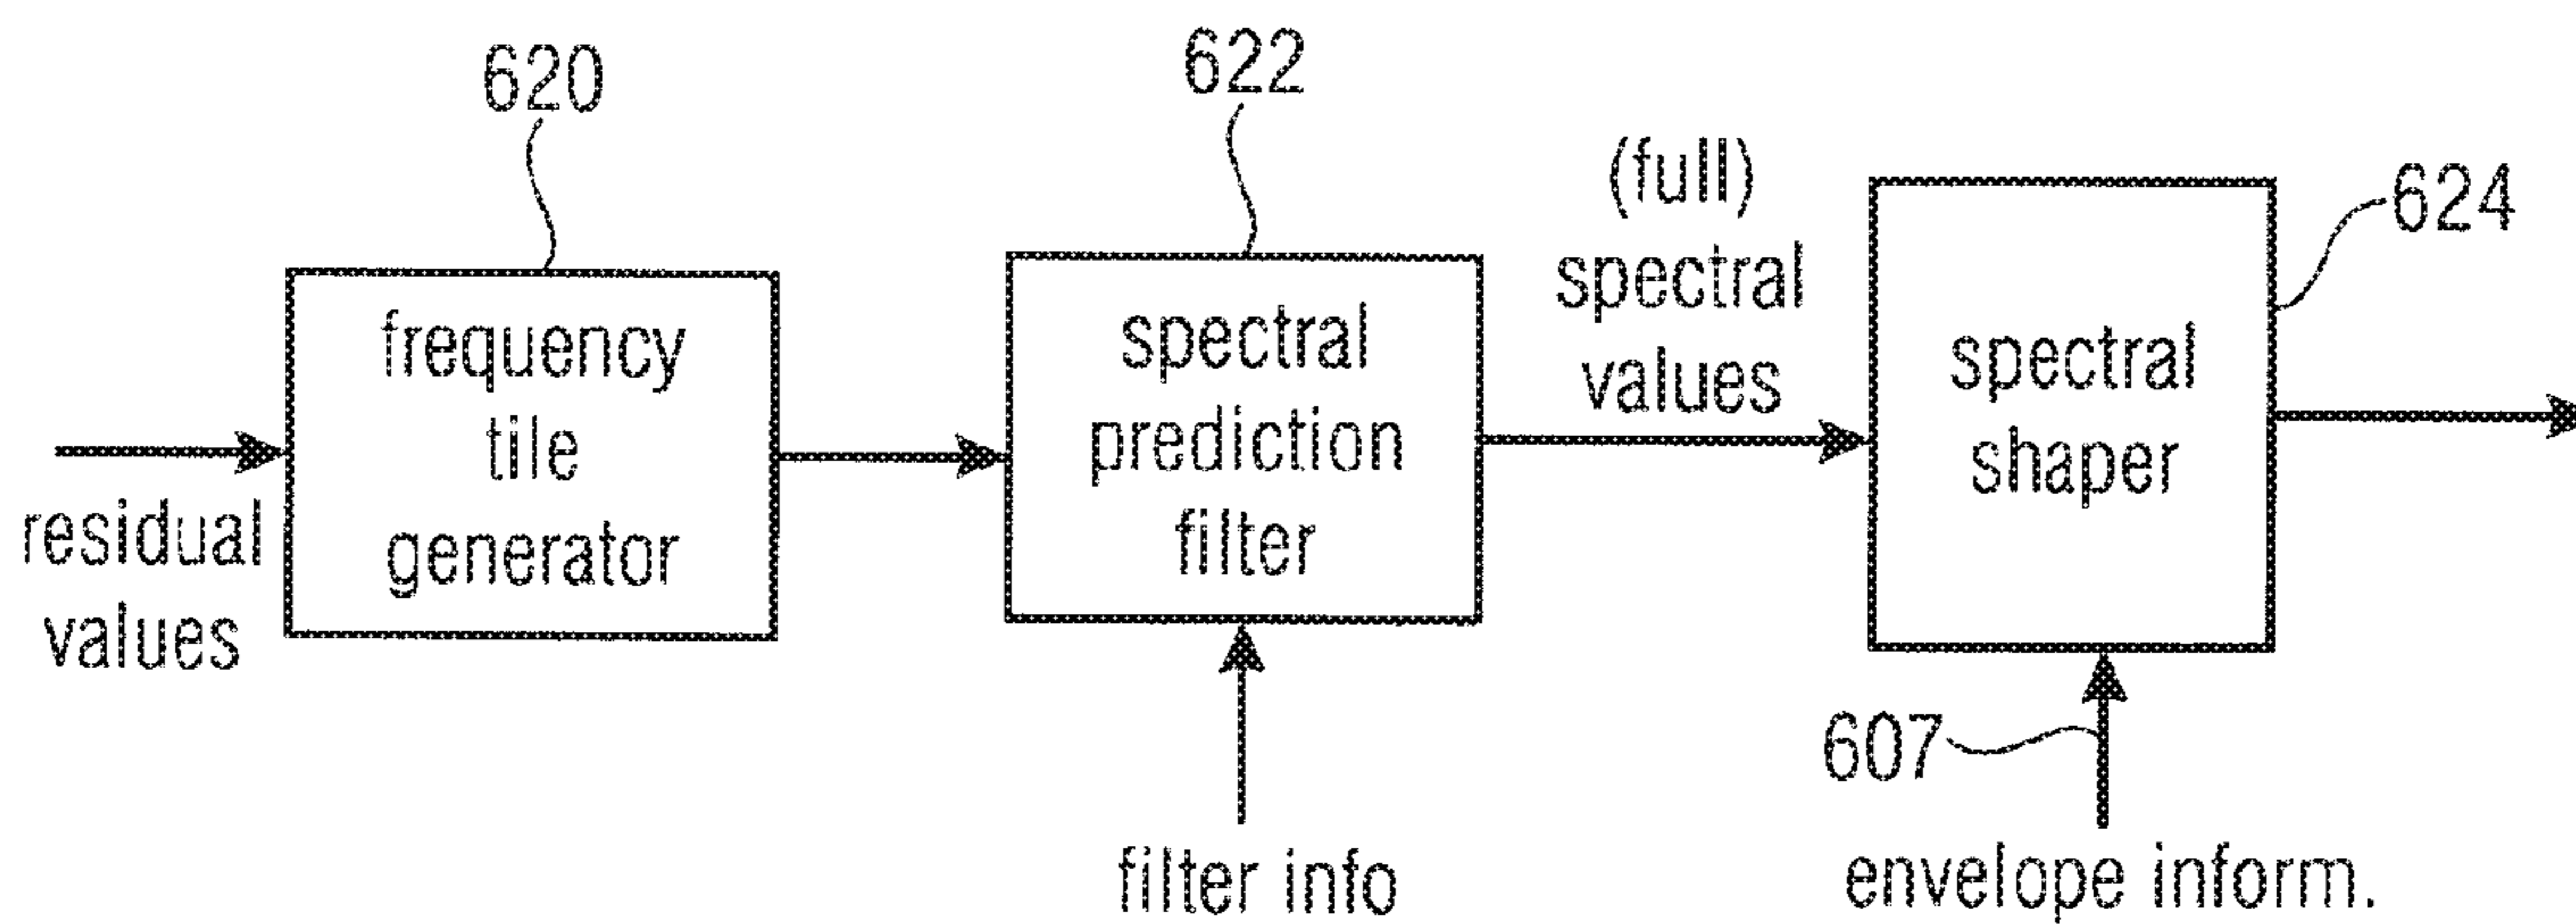 620
622
624
residual
values
frequency
tile
generator
spectral
prediction
filter
filter info
(full)
spectral
values
spectral
shaper
607
envelope inform.